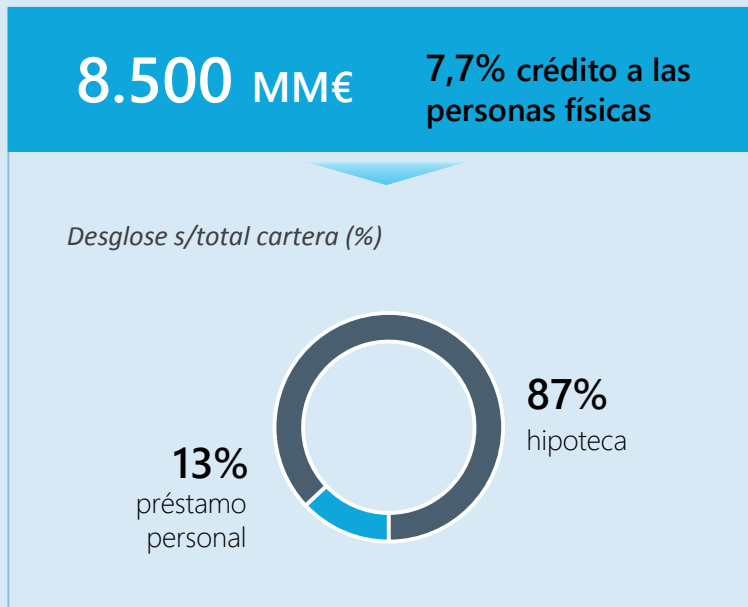 8.500 MM€
7,7% crédito a las
personas físicas
Desglose s/total cartera (%)
87%
hipoteca
13%
préstamo
personal